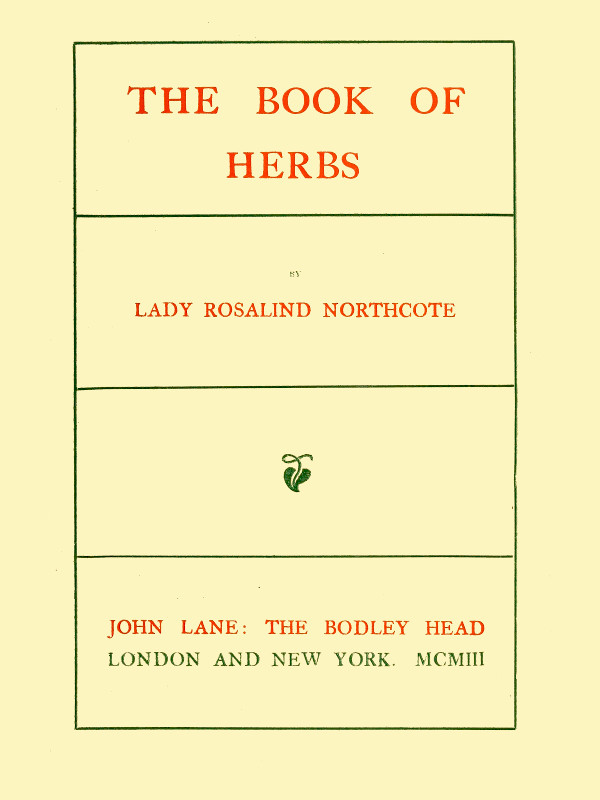 THE BOOK OF
HERBS
BY
LADY ROSALIND NORTHCOTE
JOHN LANE: THE BODLEY HEAD
LONDON AND NEW YORK. MCMIII